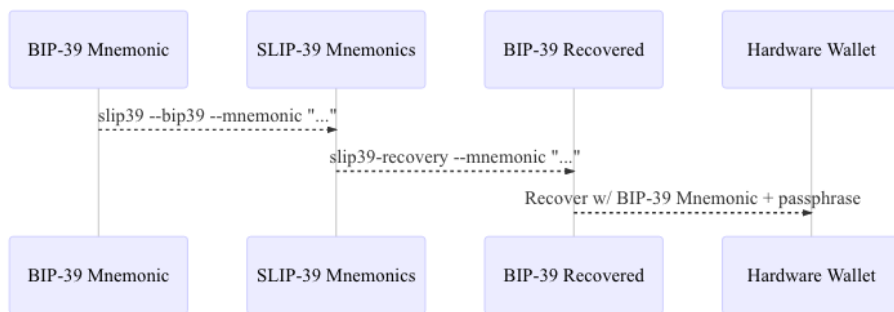 BIP-39 Mnemonic
SLIP-39 Mnemonics
BIP-39 Recovered
Hardware Wallet
slip39 --bip39 --mnemonic "..."
slip39-recovery --mnemonic "..."
Recover w/ BIP-39 Mnemonic + passphrase
BIP-39 Mnemonic
SLIP-39 Mnemonics
BIP-39 Recovered
Hardware Wallet